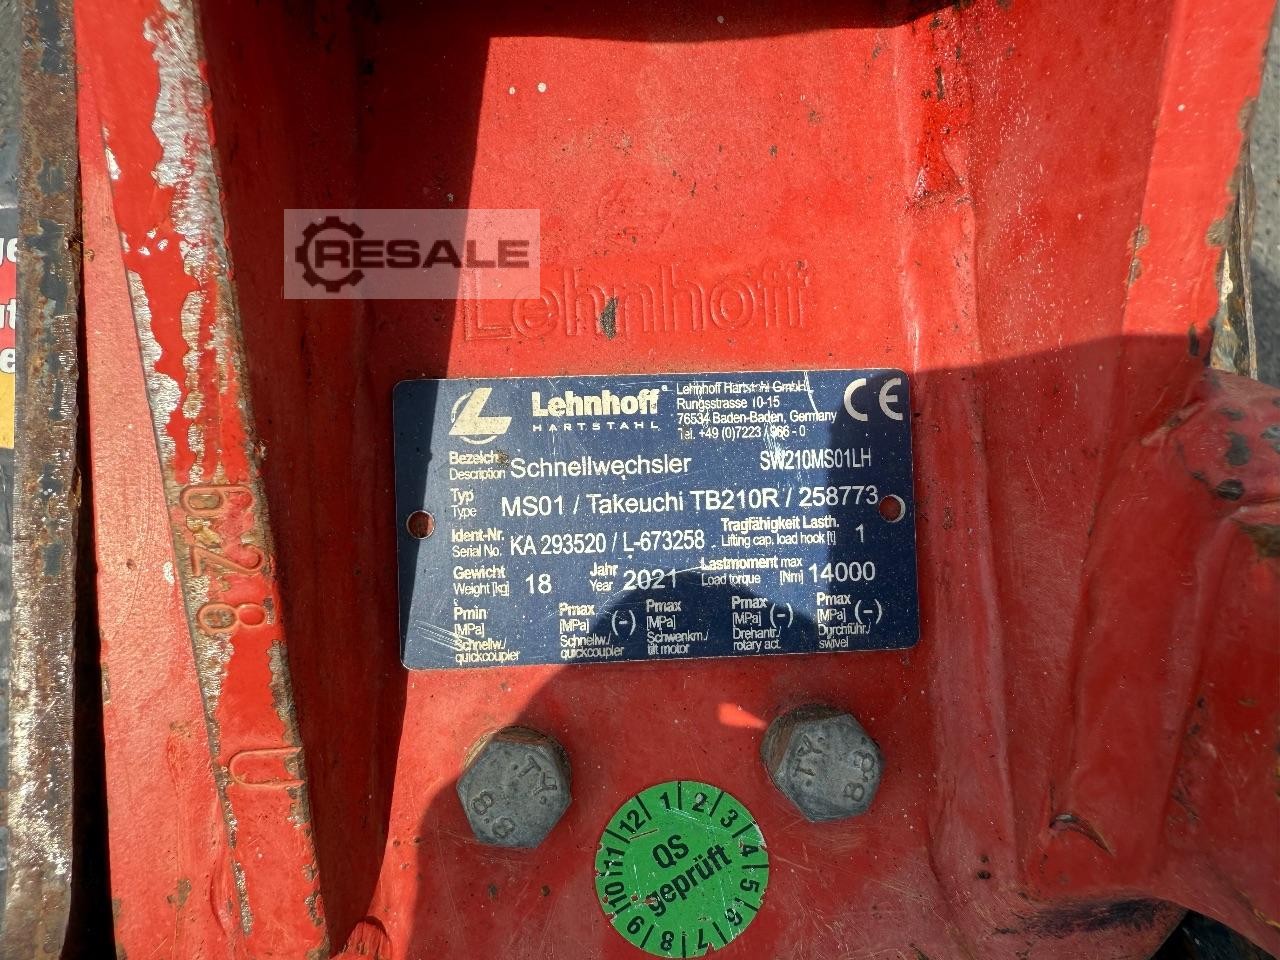 RESALE
Lehnhoff
Lehnhoff®
HARTSTAHL
Lehnhoff Hartstahl GmbH
Rungsstrasse 10-15
76534 Baden-Baden, Germany
Tel. +49 (0)7223 / 966 - 0
CE
Bezeich.
Description
Schnellwechsler
SW210MS01LH
Typ
Type
MS01 / Takeuchi TB210R / 258773
Ident-Nr.
Serial No.
KA 293520 / L-673258
Tragfähigkeit Lasth.
Lifting cap. load hook [t]
1
Gewicht
Weight [kg]
18
Jahr
Year
2021
Lastmoment max
Load torque [Nm]
14000
Pmin
[MPa]
Schnellw./
quickcoupler
Pmax
[MPa] (-)
Schnellw./
quickcoupler
Pmax
[MPa]
Schwenkm./
tilt motor
Pmax
[MPa] (-)
Drehantr./
rotary act.
Pmax
[MPa] (-)
Durchführ./
swivel
TY.
8.8
TY.
8.8
1 2 3 4 5 6 7 8 9 10 11 12
QS
geprüft